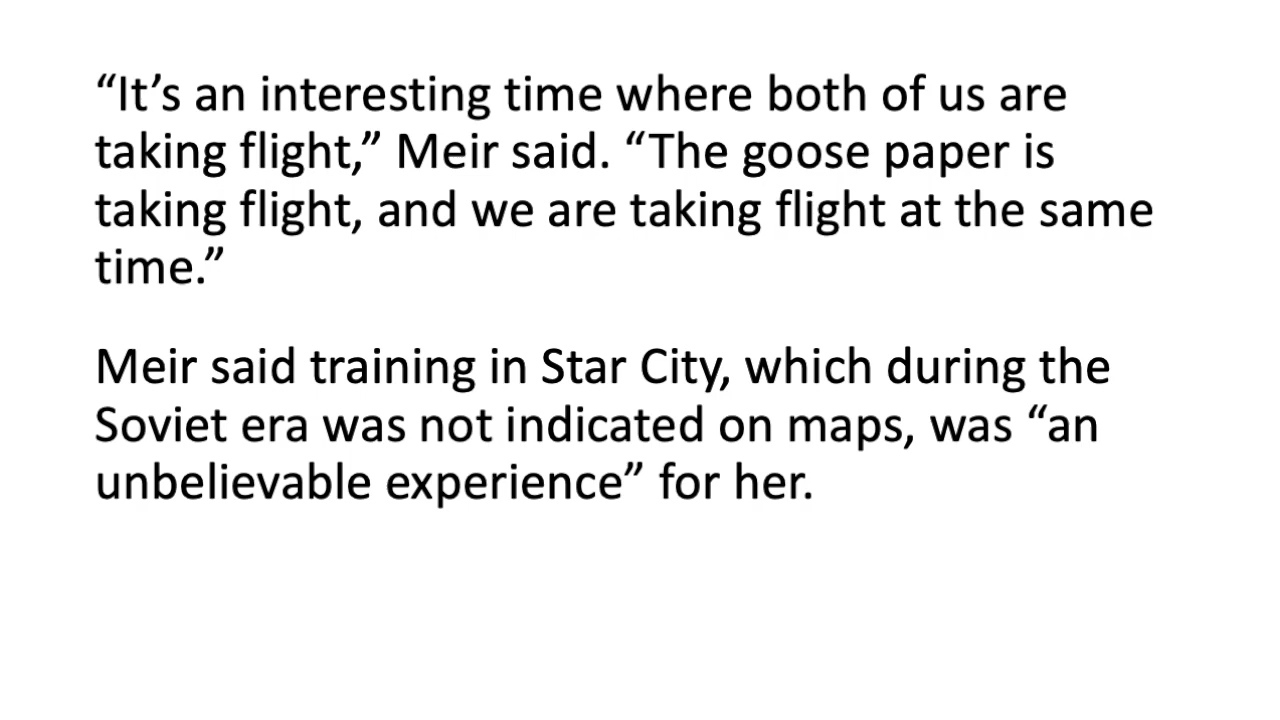 “It’s an interesting time where both of us are
taking flight,” Meir said. “The goose paper is
taking flight, and we are taking flight at the same
time.”
Meir said training in Star City, which during the
Soviet era was not indicated on maps, was “an
unbelievable experience” for her.